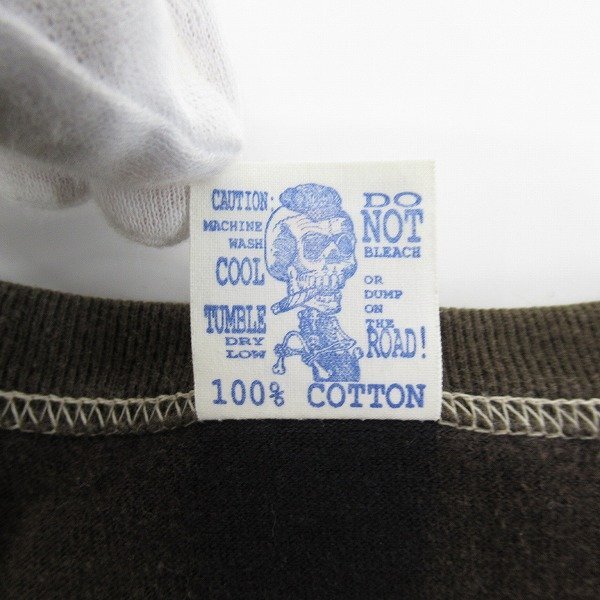 CAUTION:
MACHINE
WASH
COOL
TUMBLE
DRY
LOW
DO
NOT
BLEACH
OR
DUMP
ON
THE
ROAD!
100% COTTON